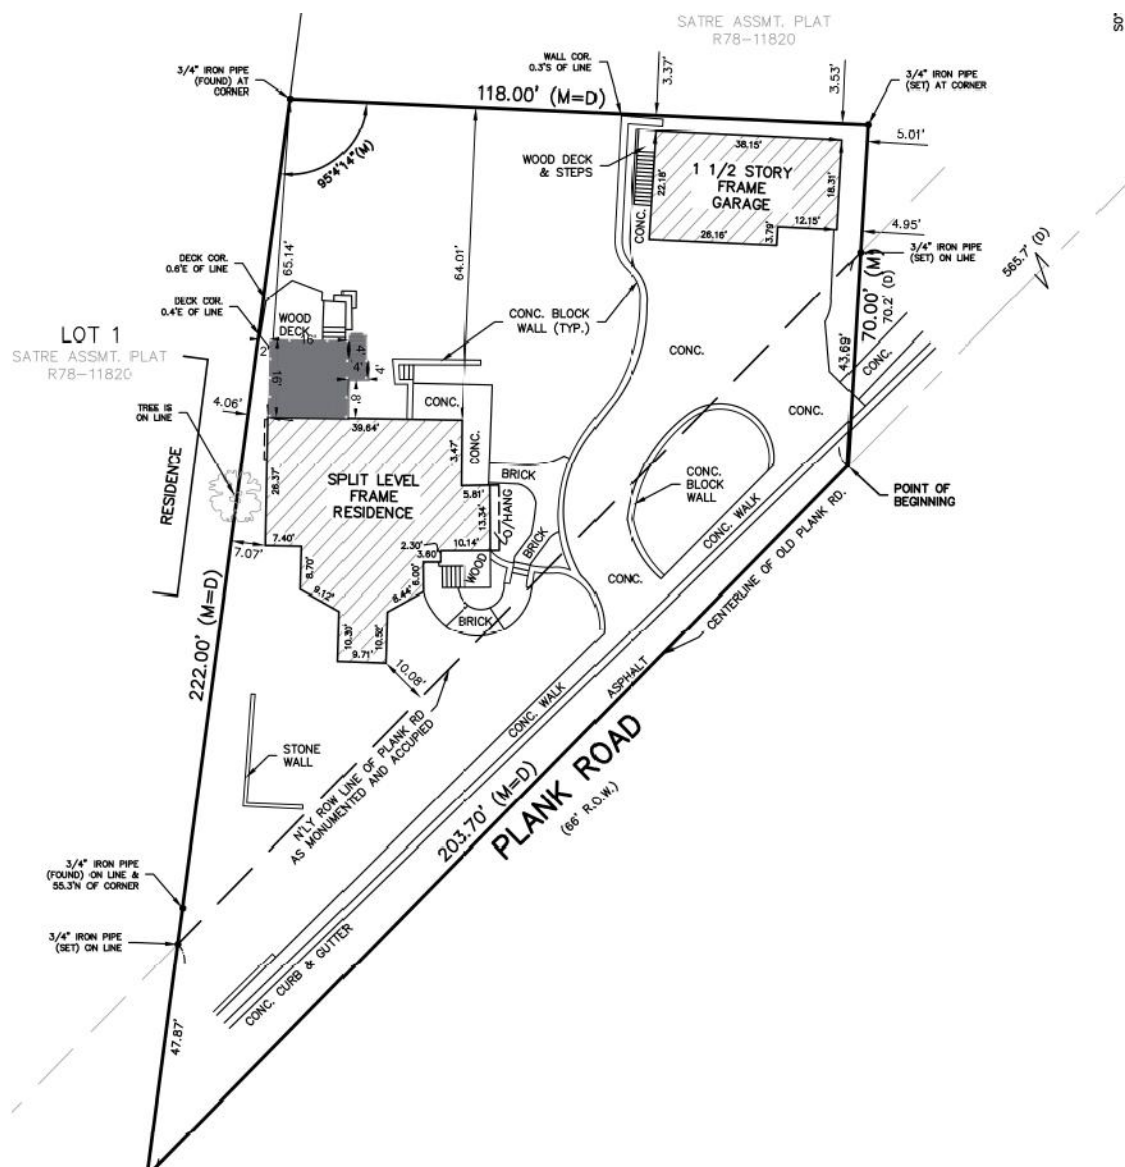 SATRE ASSMT. PLAT
R78-11820
3/4" IRON PIPE
(FOUND) AT
CORNER
WALL COR.
0.3'S OF LINE
118.00' (M=D)
3.37'
3.53'
3/4" IRON PIPE
(SET) AT CORNER
5.01'
95°4'14"(M)
WOOD DECK
& STEPS
38.15'
1 1/2 STORY
FRAME
GARAGE
22.18'
18.31'
12.15'
26.16'
3.79'
CONC.
4.95'
3/4" IRON PIPE
(SET) ON LINE
565.7' (D)
70.00' (M)
70.2' (D)
43.69'
65.14'
64.01'
DECK COR.
0.6'E OF LINE
DECK COR.
0.4'E OF LINE
WOOD
DECK
16'
2'
16'
4'
4'
4'
8'
CONC. BLOCK
WALL (TYP.)
CONC.
CONC.
CONC.
LOT 1
SATRE ASSMT. PLAT
R78-11820
TREE IS
ON LINE
4.06'
RESIDENCE
CONC.
CONC.
39.64'
3.47'
26.37'
SPLIT LEVEL
FRAME
RESIDENCE
5.81'
13.34'
O/HANG
BRICK
BRICK
10.14'
2.30'
3.60'
6.00'
WOOD
BRICK
7.07'
7.40'
8.70'
9.12'
6.44'
10.30'
10.52'
9.71'
10.08'
CONC.
BLOCK
WALL
CONC. WALK
POINT OF
BEGINNING
CONC.
CENTERLINE OF OLD PLANK RD.
ASPHALT
CONC. WALK
222.00' (M=D)
STONE
WALL
N'LY ROW LINE OF PLANK RD
AS MONUMENTED AND ACCUPIED
203.70' (M=D)
PLANK ROAD
(66' R.O.W.)
3/4" IRON PIPE
(FOUND) ON LINE &
55.3'N OF CORNER
3/4" IRON PIPE
(SET) ON LINE
CONC. CURB & GUTTER
47.87'